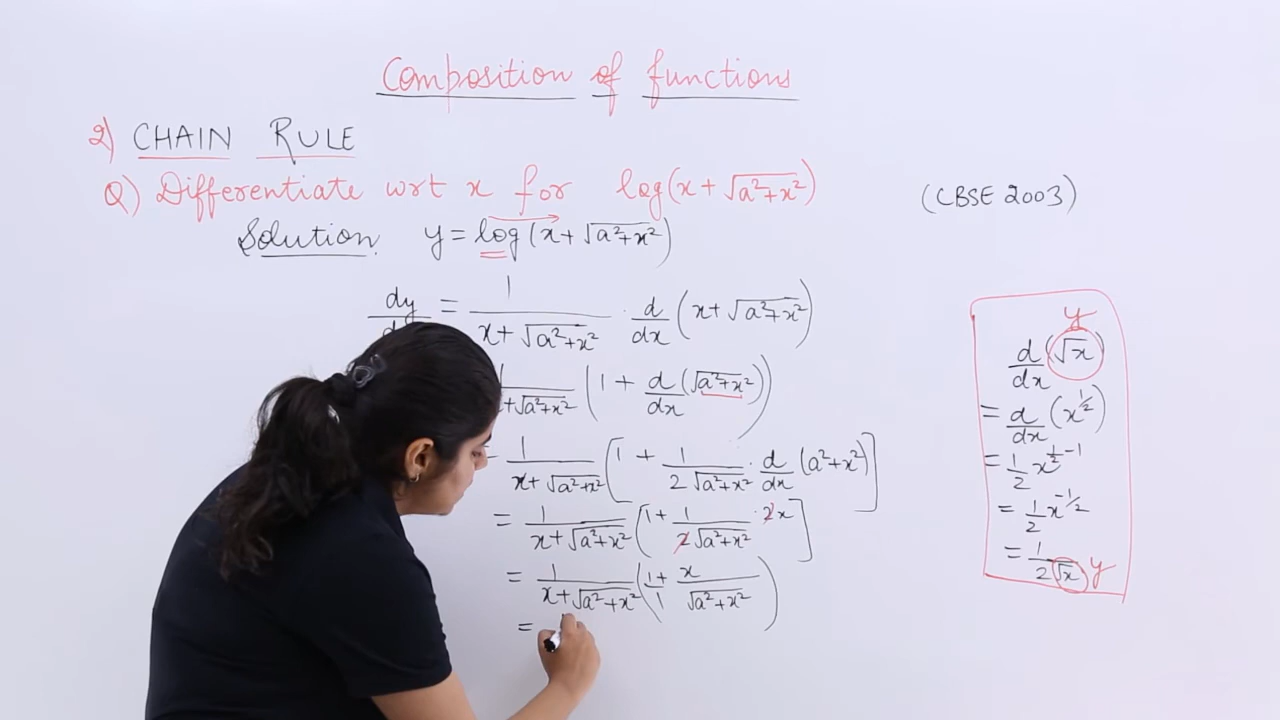 Composition of functions
2) CHAIN RULE
Q) Differentiate wrt x for log(x + √(a²+x²)) (CBSE 2003)
Solution. y = log(x + √(a²+x²))
dy/d = 1/(x + √(a²+x²)) · d/dx (x + √(a²+x²))
1/(x+√(a²+x²)) (1 + d/dx (√(a²+x²)))
1/(x+√(a²+x²)) [1 + 1/(2√(a²+x²)) · d/dx (a²+x²)]
= 1/(x+√(a²+x²)) [1 + 1/(2√(a²+x²)) · 2x]
= 1/(x+√(a²+x²)) (1/1 + x/√(a²+x²))
=
y
d/dx (√x)
= d/dx (x^1/2)
= 1/2 x^(1/2 -1)
= 1/2 x^-1/2
= 1/(2√x) y